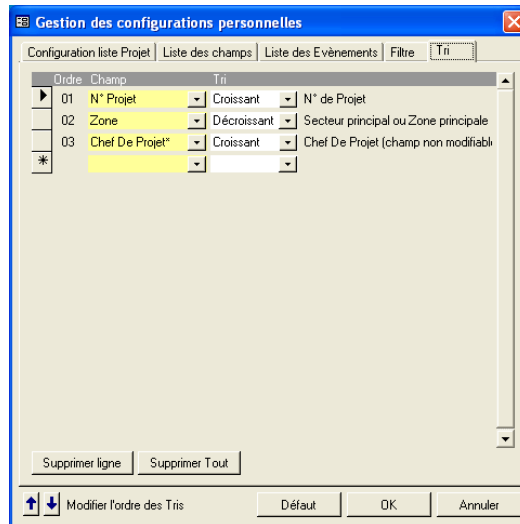 Gestion des configurations personnelles
Configuration liste Projet Liste des champs Liste des Evènements Filtre Tri
Ordre Champ Tri
01 N° Projet Croissant N° de Projet
02 Zone Décroissant Secteur principal ou Zone principale
03 Chef De Projet* Croissant Chef De Projet (champ non modifiabl
*
Supprimer ligne Supprimer Tout
Modifier l'ordre des Tris Défaut OK Annuler